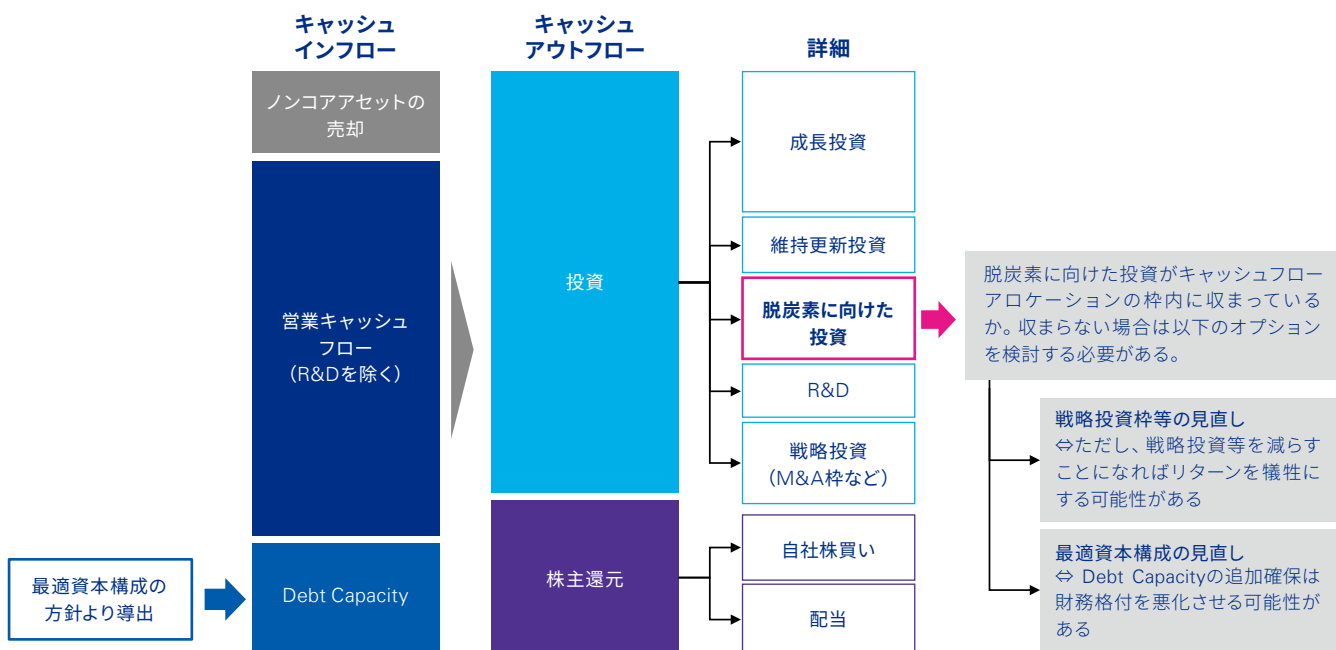 キャッシュ
インフロー
キャッシュ
アウトフロー
詳細
ノンコアアセットの
売却
営業キャッシュ
フロー
（R&Dを除く）
Debt Capacity
最適資本構成の
方針より導出
投資
株主還元
成長投資
維持更新投資
脱炭素に向けた
投資
R&D
戦略投資
（M&A枠など）
自社株買い
配当
脱炭素に向けた投資がキャッシュフロー
アロケーションの枠内に収まっている
か。収まらない場合は以下のオプション
を検討する必要がある。
戦略投資枠等の見直し
⇔ただし、戦略投資等を減らす
ことになればリターンを犠牲に
する可能性がある
最適資本構成の見直し
⇔ Debt Capacityの追加確保は
財務格付を悪化させる可能性が
ある